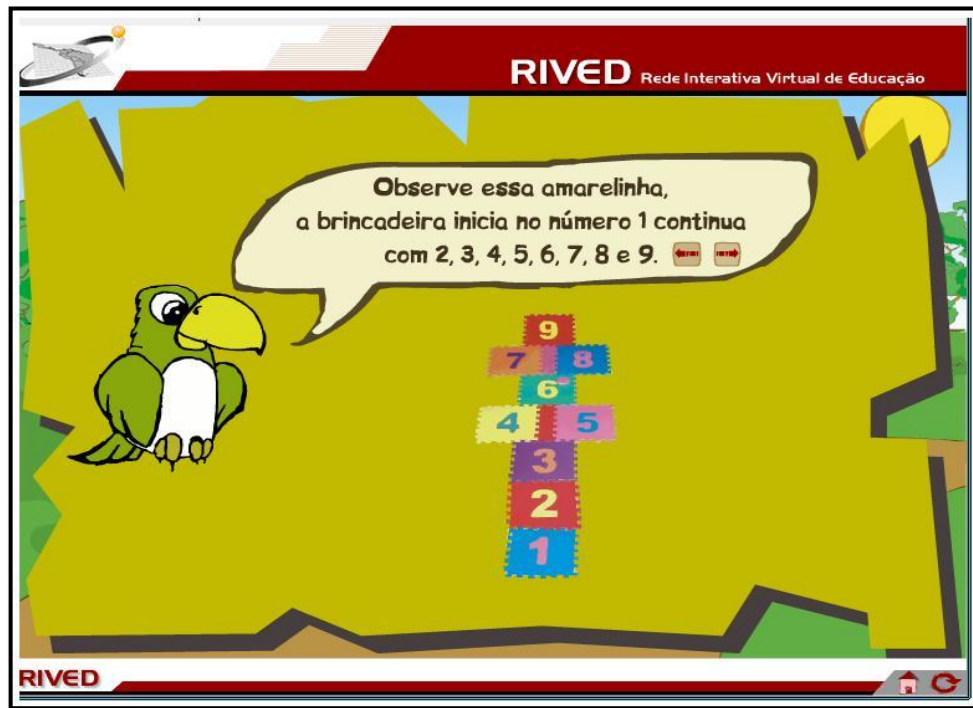 RIVED Rede Interativa Virtual de Educação
Observe essa amarelinha,
a brincadeira inicia no número 1 continua
com 2, 3, 4, 5, 6, 7, 8 e 9.
9
7 8
6
4 5
3
2
1
RIVED